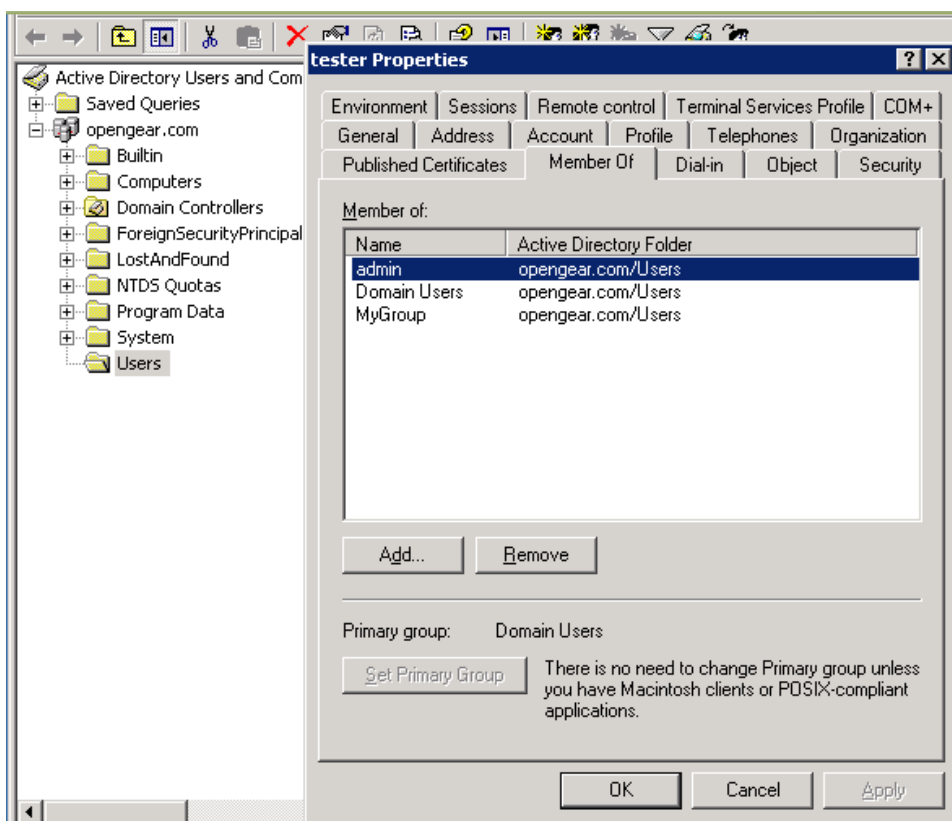 tester Properties
Active Directory Users and Com
Saved Queries
opengear.com
Builtin
Computers
Domain Controllers
ForeignSecurityPrincipal
LostAndFound
NTDS Quotas
Program Data
System
Users
Environment Sessions Remote control Terminal Services Profile COM+
General Address Account Profile Telephones Organization
Published Certificates Member Of Dial-in Object Security
Member of:
Name Active Directory Folder
admin opengear.com/Users
Domain Users opengear.com/Users
MyGroup opengear.com/Users
Add... Remove
Primary group: Domain Users
Set Primary Group
There is no need to change Primary group unless
you have Macintosh clients or POSIX-compliant
applications.
OK Cancel Apply